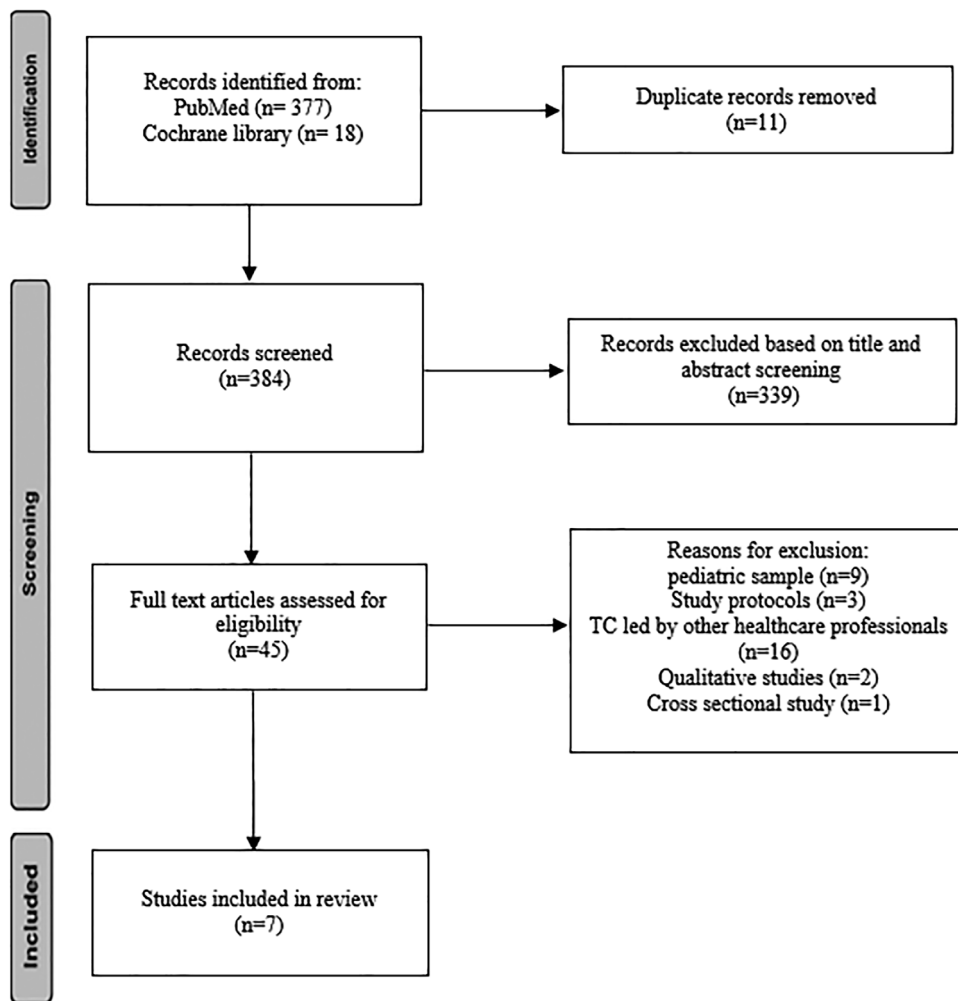 Identification
Records identified from:
PubMed (n= 377)
Cochrane library (n= 18)
Duplicate records removed
(n=11)
Screening
Records screened
(n=384)
Records excluded based on title and
abstract screening
(n=339)
Full text articles assessed for
eligibility
(n=45)
Reasons for exclusion:
pediatric sample (n=9)
Study protocols (n=3)
TC led by other healthcare professionals
(n=16)
Qualitative studies (n=2)
Cross sectional study (n=1)
Included
Studies included in review
(n=7)